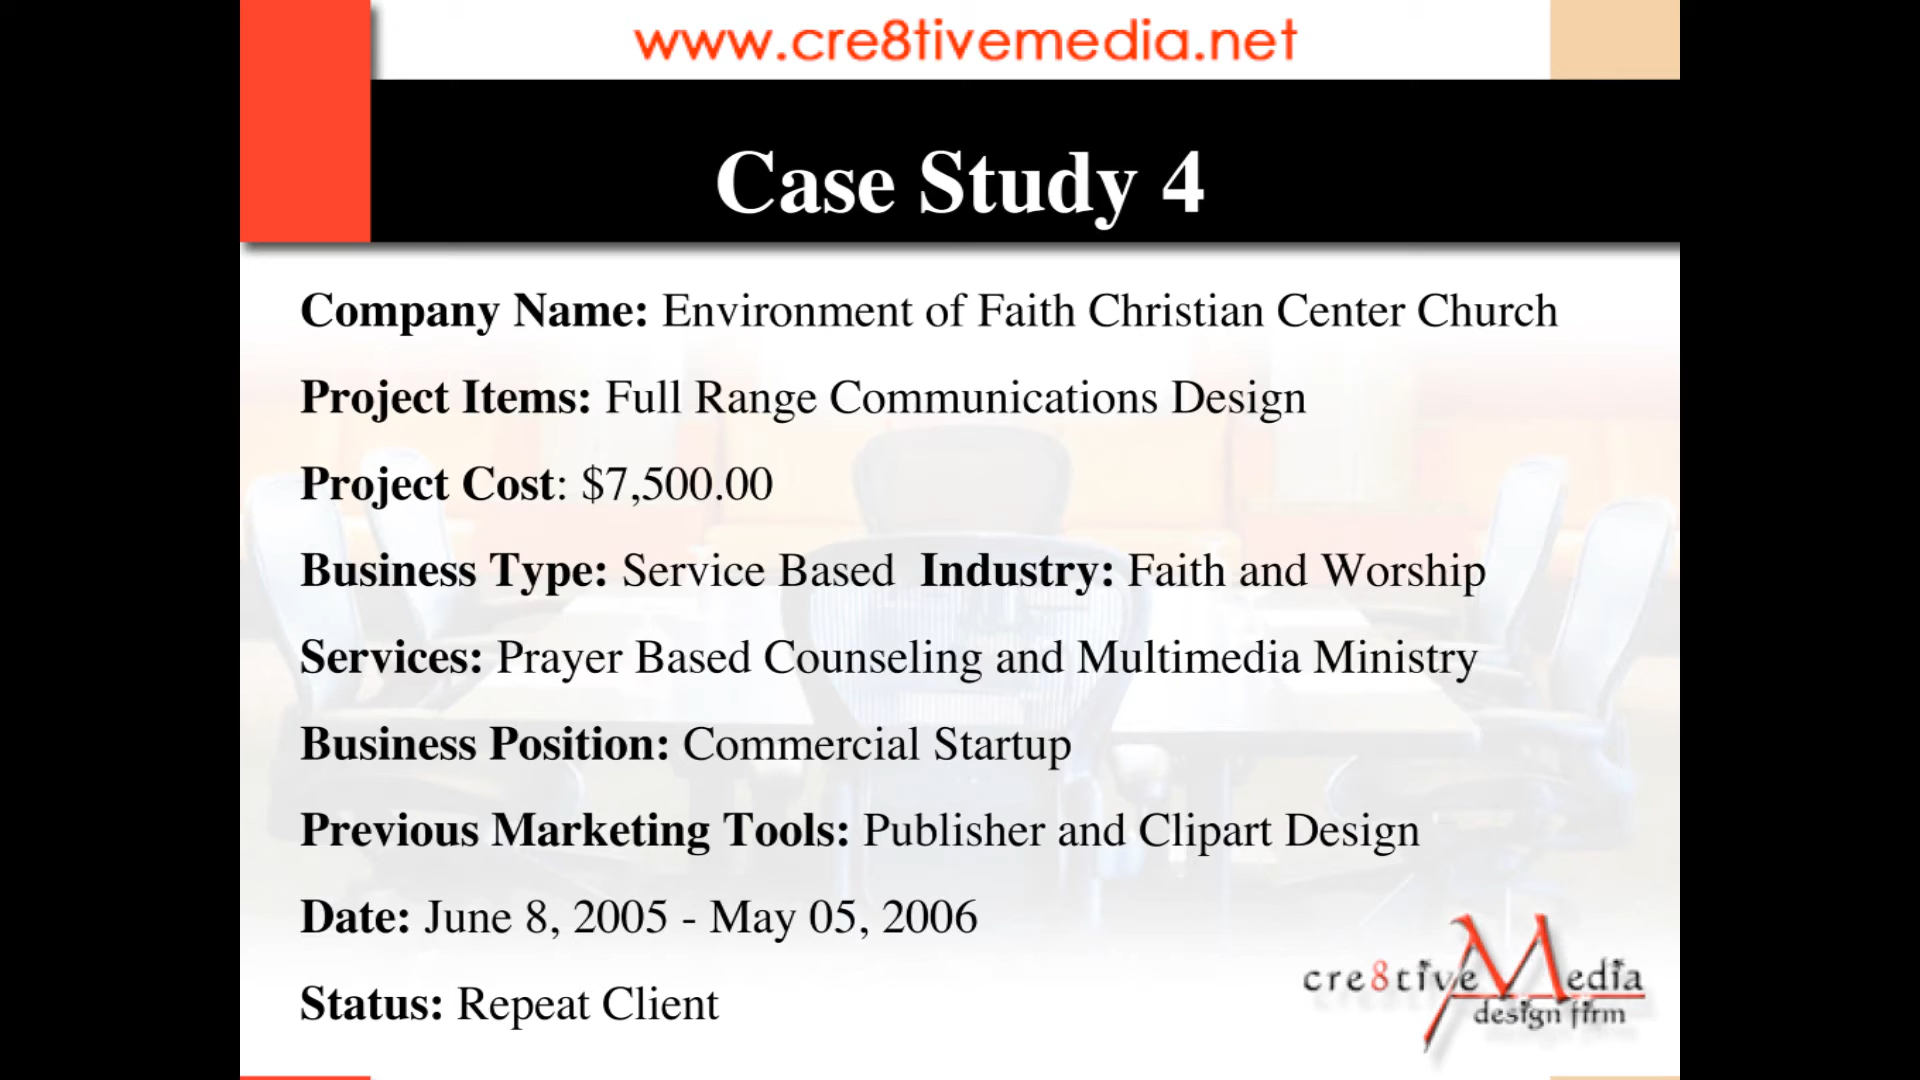 www.cre8tivemedia.net
Case Study 4
Company Name: Environment of Faith Christian Center Church
Project Items: Full Range Communications Design
Project Cost: $7,500.00
Business Type: Service Based  Industry: Faith and Worship
Services: Prayer Based Counseling and Multimedia Ministry
Business Position: Commercial Startup
Previous Marketing Tools: Publisher and Clipart Design
Date: June 8, 2005 - May 05, 2006
Status: Repeat Client
cre8tive Media
design firm